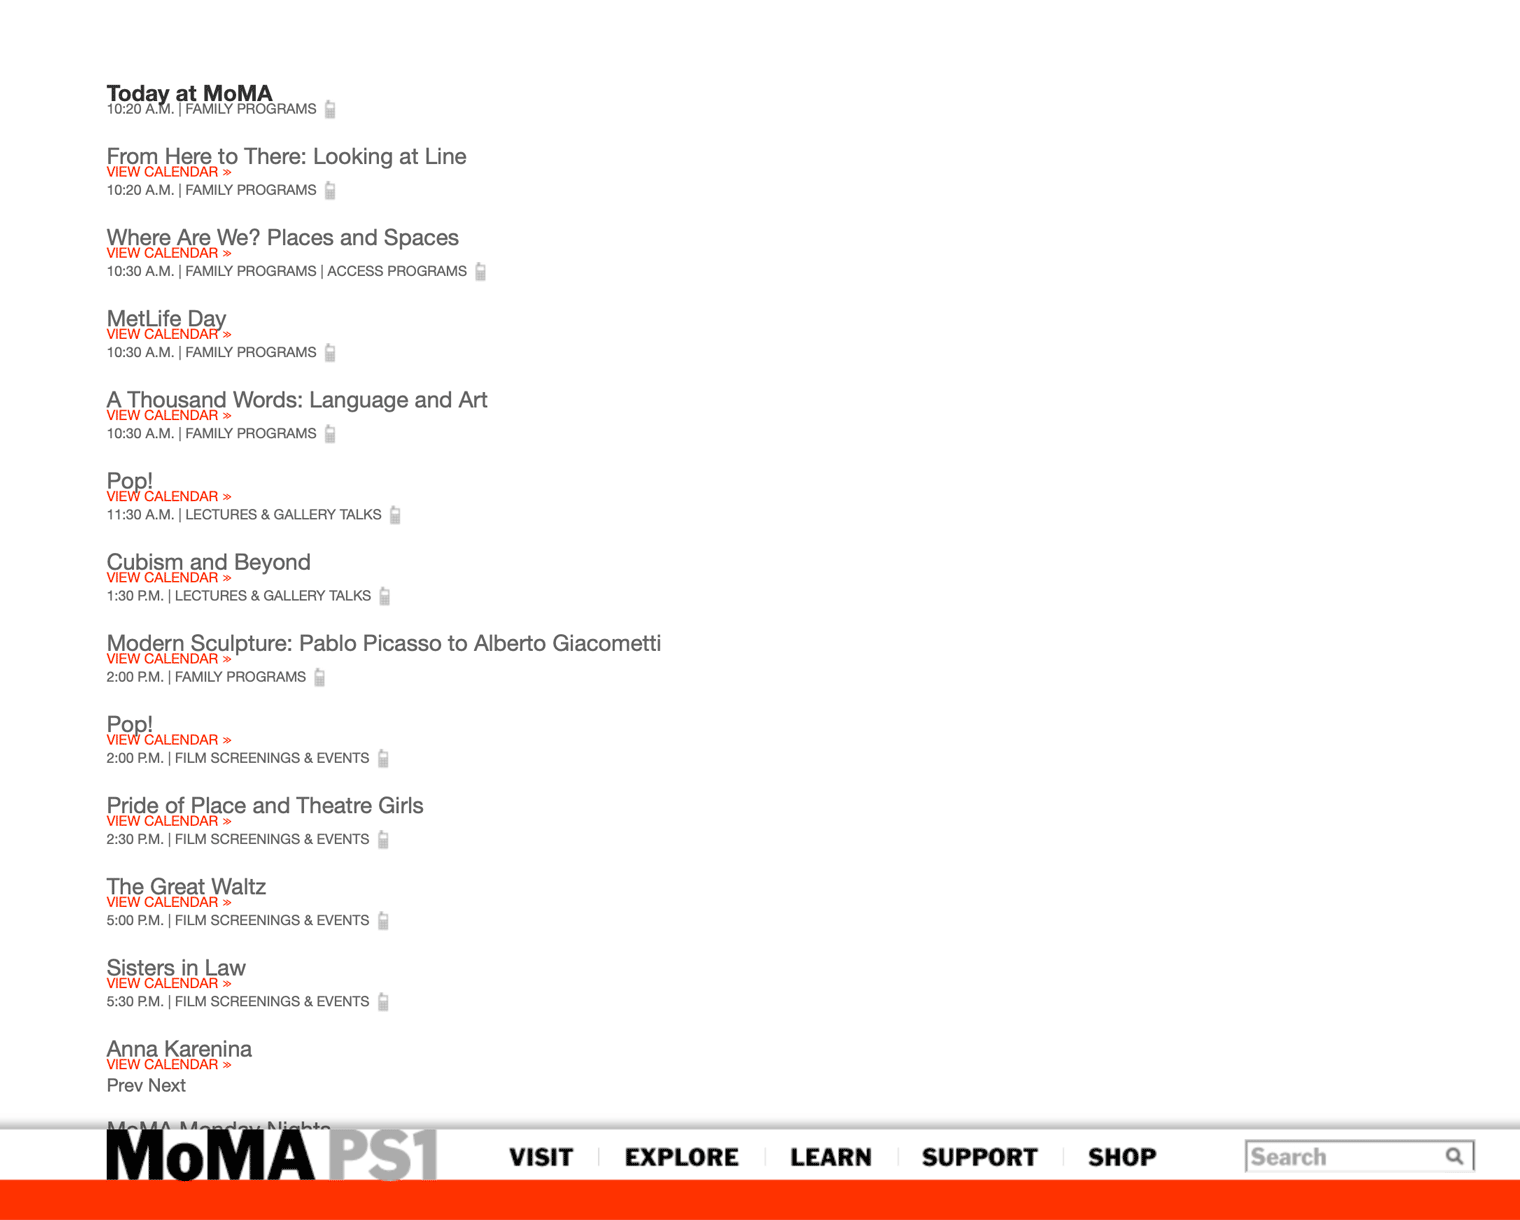 Today at MoMA
10:20 A.M. | FAMILY PROGRAMS
From Here to There: Looking at Line
VIEW CALENDAR »
10:20 A.M. | FAMILY PROGRAMS
Where Are We? Places and Spaces
VIEW CALENDAR »
10:30 A.M. | FAMILY PROGRAMS | ACCESS PROGRAMS
MetLife Day
VIEW CALENDAR »
10:30 A.M. | FAMILY PROGRAMS
A Thousand Words: Language and Art
VIEW CALENDAR »
10:30 A.M. | FAMILY PROGRAMS
Pop!
VIEW CALENDAR »
11:30 A.M. | LECTURES & GALLERY TALKS
Cubism and Beyond
VIEW CALENDAR »
1:30 P.M. | LECTURES & GALLERY TALKS
Modern Sculpture: Pablo Picasso to Alberto Giacometti
VIEW CALENDAR »
2:00 P.M. | FAMILY PROGRAMS
Pop!
VIEW CALENDAR »
2:00 P.M. | FILM SCREENINGS & EVENTS
Pride of Place and Theatre Girls
VIEW CALENDAR »
2:30 P.M. | FILM SCREENINGS & EVENTS
The Great Waltz
VIEW CALENDAR »
5:00 P.M. | FILM SCREENINGS & EVENTS
Sisters in Law
VIEW CALENDAR »
5:30 P.M. | FILM SCREENINGS & EVENTS
Anna Karenina
VIEW CALENDAR »
Prev Next
MoMA Monday Nights
MoMA PS1 VISIT EXPLORE LEARN SUPPORT SHOP Search